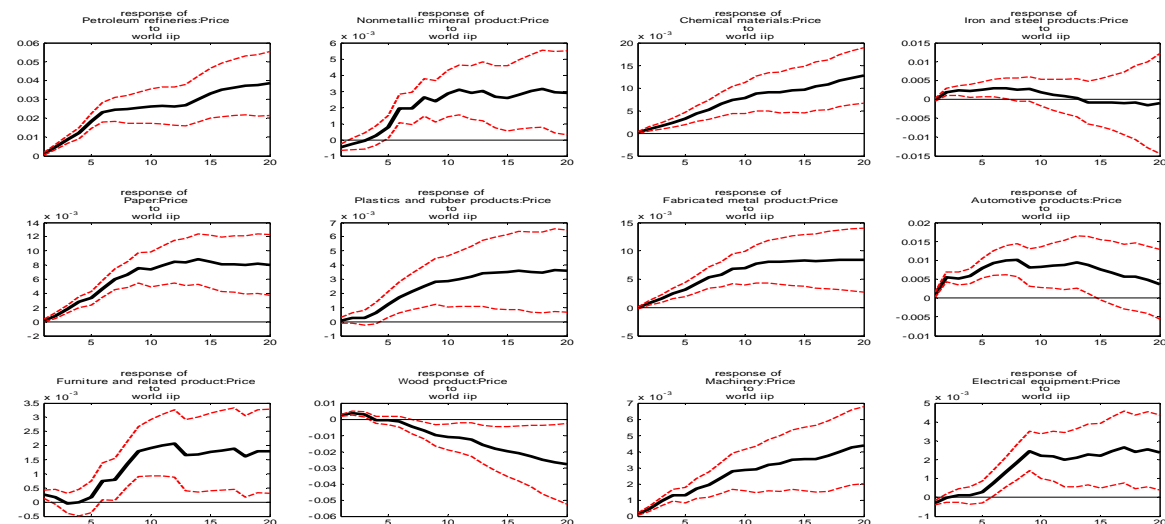 response of
Petroleum refineries:Price
to
world iip
0.06
0.05
0.04
0.03
0.02
0.01
0
5
10
15
20
response of
Nonmetallic mineral product:Price
to
world iip
x 10⁻³
6
5
4
3
2
1
0
-1
5
10
15
20
response of
Chemical materials:Price
to
world iip
x 10⁻³
20
15
10
5
0
-5
5
10
15
20
response of
Iron and steel products:Price
to
world iip
0.015
0.01
0.005
0
-0.005
-0.01
-0.015
5
10
15
20
response of
Paper:Price
to
world iip
x 10⁻³
14
12
10
8
6
4
2
0
-2
5
10
15
20
response of
Plastics and rubber products:Price
to
world iip
x 10⁻³
7
6
5
4
3
2
1
0
-1
5
10
15
20
response of
Fabricated metal product:Price
to
world iip
x 10⁻³
15
10
5
0
-5
5
10
15
20
response of
Automotive products:Price
to
world iip
0.02
0.015
0.01
0.005
0
-0.005
-0.01
5
10
15
20
response of
Furniture and related product:Price
to
world iip
x 10⁻³
3.5
3
2.5
2
1.5
1
0.5
0
-0.5
5
10
15
20
response of
Wood product:Price
to
world iip
0.01
0
-0.01
-0.02
-0.03
-0.04
-0.05
-0.06
5
10
15
20
response of
Machinery:Price
to
world iip
x 10⁻³
7
6
5
4
3
2
1
0
5
10
15
20
response of
Electrical equipment:Price
to
world iip
x 10⁻³
5
4
3
2
1
0
-1
5
10
15
20